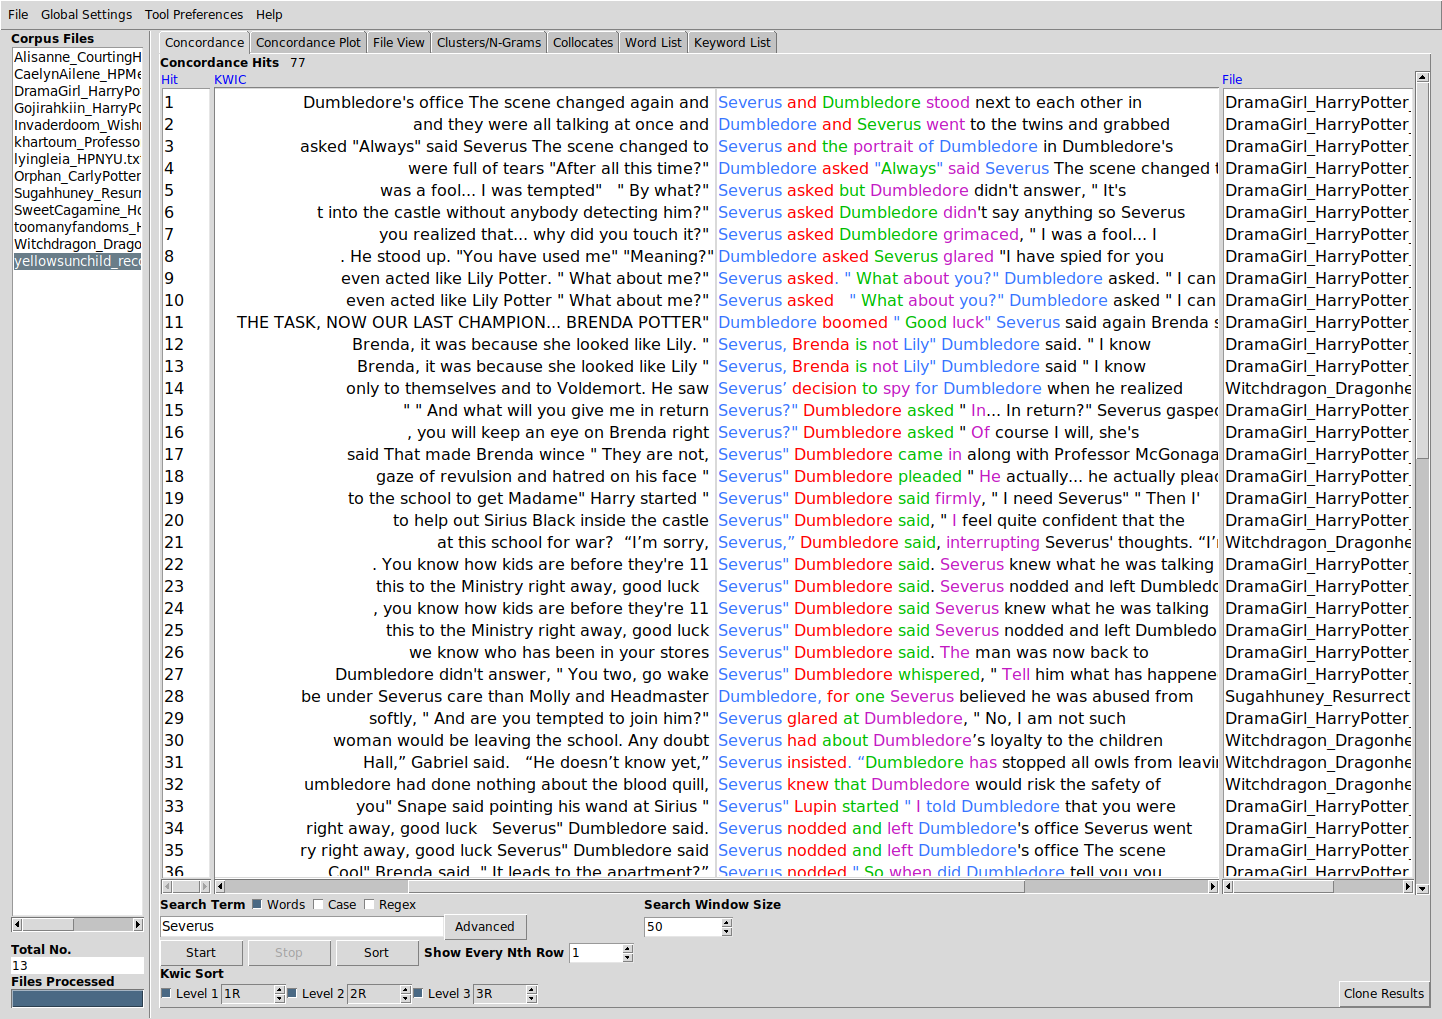 File Global Settings Tool Preferences Help
Corpus Files
Alisanne_CourtingH
CaelynAilene_HPMe
DramaGirl_HarryPo
Gojirahkiin_HarryPo
Invaderdoom_Wishi
khartoum_Professo
lyingleia_HPNYU.tx
Orphan_CarlyPotter
Sugahhuney_Resur
SweetCagamine_Ho
toomanyfandoms_H
Witchdragon_Drago
yellowsunchild_reco
Total No.
13
Files Processed
Concordance Concordance Plot File View Clusters/N-Grams Collocates Word List Keyword List
Concordance Hits 77
Hit KWIC File
1 Dumbledore's office The scene changed again and Severus and Dumbledore stood next to each other in DramaGirl_HarryPotter_
2 and they were all talking at once and Dumbledore and Severus went to the twins and grabbed DramaGirl_HarryPotter_
3 asked "Always" said Severus The scene changed to Severus and the portrait of Dumbledore in Dumbledore's DramaGirl_HarryPotter_
4 were full of tears "After all this time?" Dumbledore asked "Always" said Severus The scene changed t DramaGirl_HarryPotter_
5 was a fool... I was tempted" " By what?" Severus asked but Dumbledore didn't answer, " It's DramaGirl_HarryPotter_
6 t into the castle without anybody detecting him?" Severus asked Dumbledore didn't say anything so Severus DramaGirl_HarryPotter_
7 you realized that... why did you touch it?" Severus asked Dumbledore grimaced, " I was a fool... I DramaGirl_HarryPotter_
8 . He stood up. "You have used me" "Meaning?" Dumbledore asked Severus glared "I have spied for you DramaGirl_HarryPotter_
9 even acted like Lily Potter. " What about me?" Severus asked. " What about you?" Dumbledore asked. " I can DramaGirl_HarryPotter_
10 even acted like Lily Potter " What about me?" Severus asked " What about you?" Dumbledore asked " I can DramaGirl_HarryPotter_
11 THE TASK, NOW OUR LAST CHAMPION... BRENDA POTTER" Dumbledore boomed " Good luck" Severus said again Brenda s DramaGirl_HarryPotter_
12 Brenda, it was because she looked like Lily. " Severus, Brenda is not Lily" Dumbledore said. " I know DramaGirl_HarryPotter_
13 Brenda, it was because she looked like Lily " Severus, Brenda is not Lily" Dumbledore said " I know DramaGirl_HarryPotter_
14 only to themselves and to Voldemort. He saw Severus’ decision to spy for Dumbledore when he realized Witchdragon_Dragonhe
15 " " And what will you give me in return Severus?" Dumbledore asked " In... In return?" Severus gasped DramaGirl_HarryPotter_
16 , you will keep an eye on Brenda right Severus?" Dumbledore asked " Of course I will, she's DramaGirl_HarryPotter_
17 said That made Brenda wince " They are not, Severus" Dumbledore came in along with Professor McGonaga DramaGirl_HarryPotter_
18 gaze of revulsion and hatred on his face " Severus" Dumbledore pleaded " He actually... he actually plead DramaGirl_HarryPotter_
19 to the school to get Madame" Harry started " Severus" Dumbledore said firmly, " I need Severus" " Then I' DramaGirl_HarryPotter_
20 to help out Sirius Black inside the castle Severus" Dumbledore said, " I feel quite confident that the DramaGirl_HarryPotter_
21 at this school for war? “I’m sorry, Severus,” Dumbledore said, interrupting Severus' thoughts. “I’r Witchdragon_Dragonhe
22 . You know how kids are before they're 11 Severus" Dumbledore said. Severus knew what he was talking DramaGirl_HarryPotter_
23 this to the Ministry right away, good luck Severus" Dumbledore said. Severus nodded and left Dumbledo DramaGirl_HarryPotter_
24 , you know how kids are before they're 11 Severus" Dumbledore said Severus knew what he was talking DramaGirl_HarryPotter_
25 this to the Ministry right away, good luck Severus" Dumbledore said Severus nodded and left Dumbledo DramaGirl_HarryPotter_
26 we know who has been in your stores Severus" Dumbledore said. The man was now back to DramaGirl_HarryPotter_
27 Dumbledore didn't answer, " You two, go wake Severus" Dumbledore whispered, " Tell him what has happene DramaGirl_HarryPotter_
28 be under Severus care than Molly and Headmaster Dumbledore, for one Severus believed he was abused from Sugahhuney_Resurrect
29 softly, " And are you tempted to join him?" Severus glared at Dumbledore, " No, I am not such DramaGirl_HarryPotter_
30 woman would be leaving the school. Any doubt Severus had about Dumbledore’s loyalty to the children Witchdragon_Dragonhe
31 Hall,” Gabriel said. “He doesn’t know yet,” Severus insisted. “Dumbledore has stopped all owls from leavi Witchdragon_Dragonhe
32 umbledore had done nothing about the blood quill, Severus knew that Dumbledore would risk the safety of Witchdragon_Dragonhe
33 you" Snape said pointing his wand at Sirius " Severus" Lupin started " I told Dumbledore that you were DramaGirl_HarryPotter_
34 right away, good luck Severus" Dumbledore said. Severus nodded and left Dumbledore's office Severus went DramaGirl_HarryPotter_
35 ry right away, good luck Severus" Dumbledore said Severus nodded and left Dumbledore's office The scene DramaGirl_HarryPotter_
36 Cool" Brenda said, " It leads to the apartment?” Severus nodded " So when did Dumbledore tell you you DramaGirl_HarryPotter_
Search Term Words Case Regex Search Window Size
Severus Advanced 50
Start Stop Sort Show Every Nth Row 1
Kwic Sort
Level 1 1R Level 2 2R Level 3 3R Clone Results